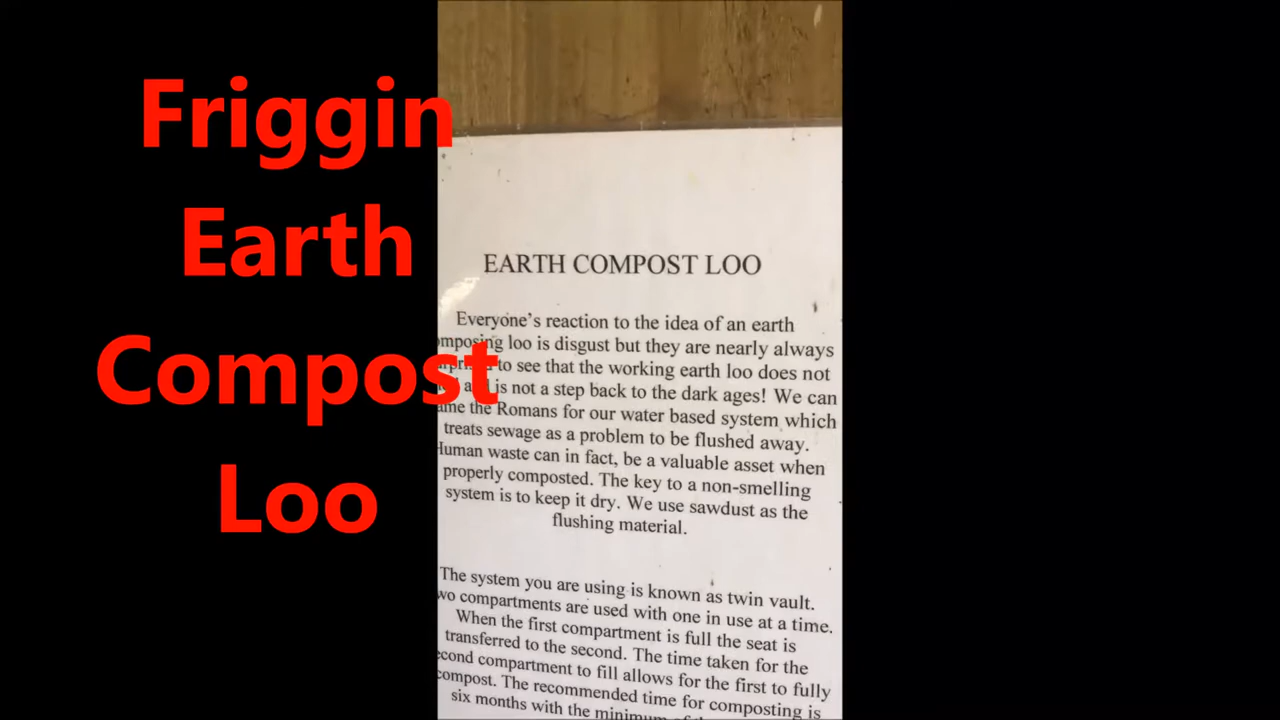 Friggin
Earth
Compost
Loo
EARTH COMPOST LOO
Everyone's reaction to the idea of an earth
omposing loo is disgust but they are nearly always
to see that the working earth loo does not
is not a step back to the dark ages! We can
ame the Romans for our water based system which
treats sewage as a problem to be flushed away.
Human waste can in fact, be a valuable asset when
properly composted. The key to a non-smelling
system is to keep it dry. We use sawdust as the
flushing material.
The system you are using is known as twin vault.
wo compartments are used with one in use at a time.
When the first compartment is full the seat is
transferred to the second. The time taken for the
econd compartment to fill allows for the first to fully
compost. The recommended time for composting is
six months with the minimum